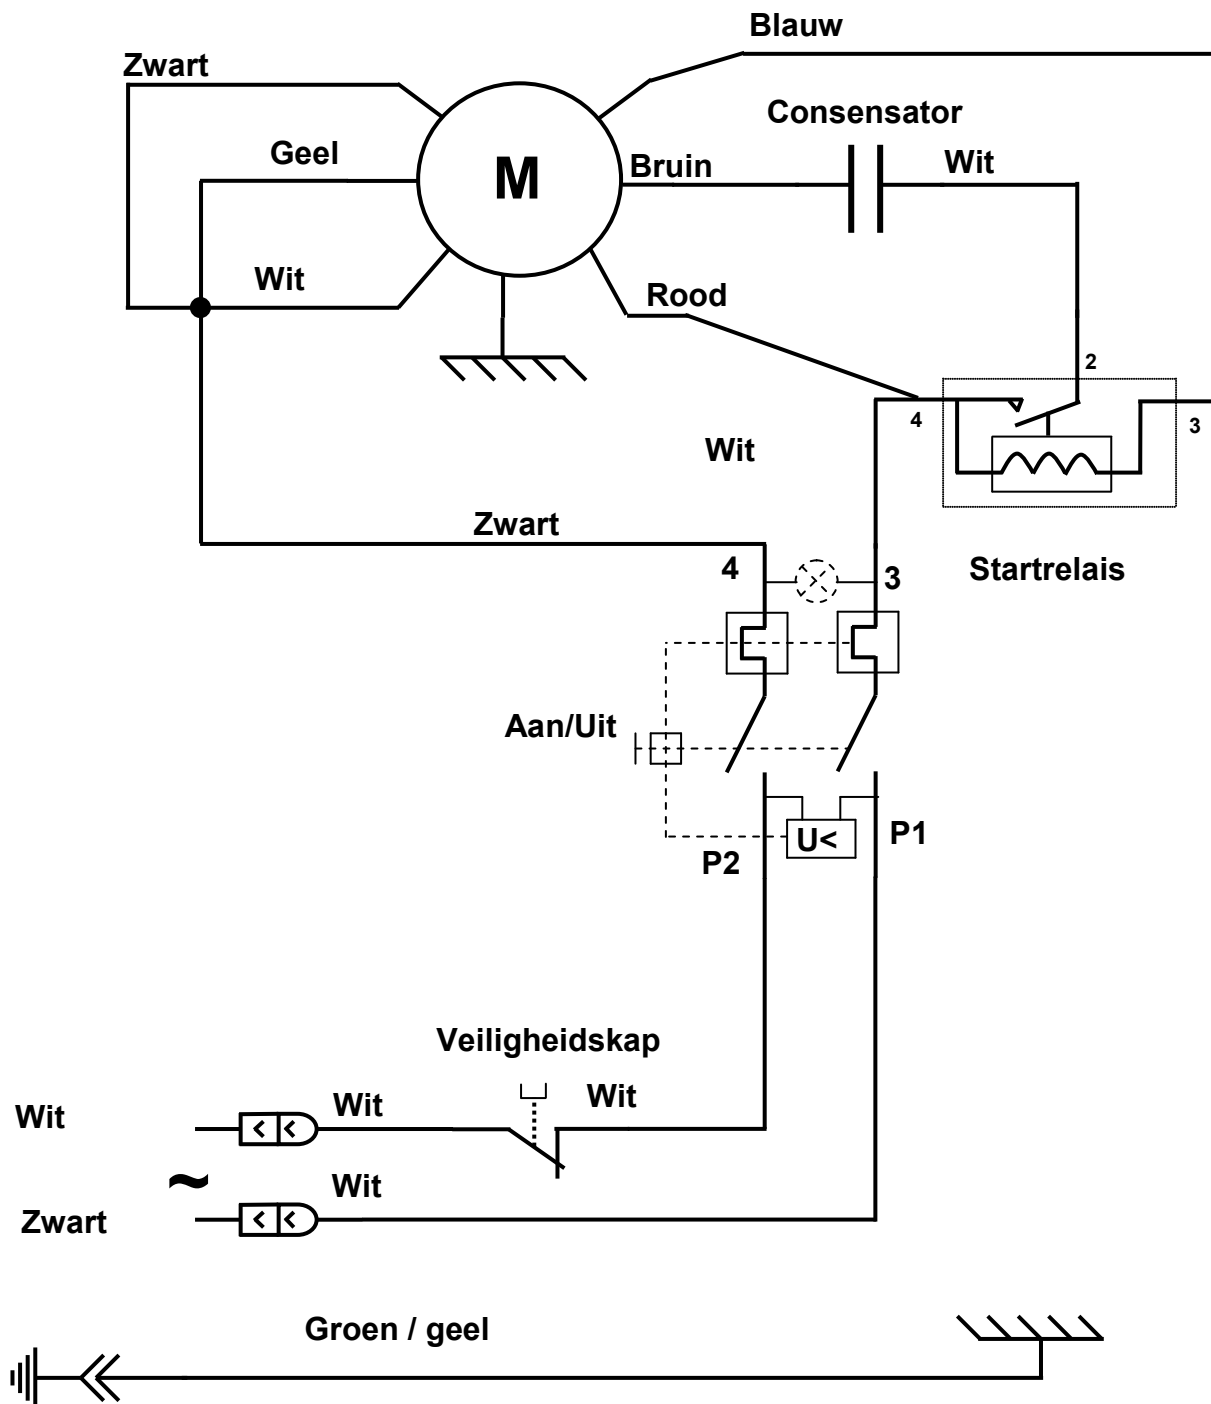 Blauw
Zwart
Consensator
Geel
M
Bruin
Wit
Wit
Rood
2
4
3
Wit
Zwart
4
3
Startrelais
Aan/Uit
U<
P1
P2
Veiligheidskap
Wit
Wit
Wit
~
Wit
Zwart
Groen / geel